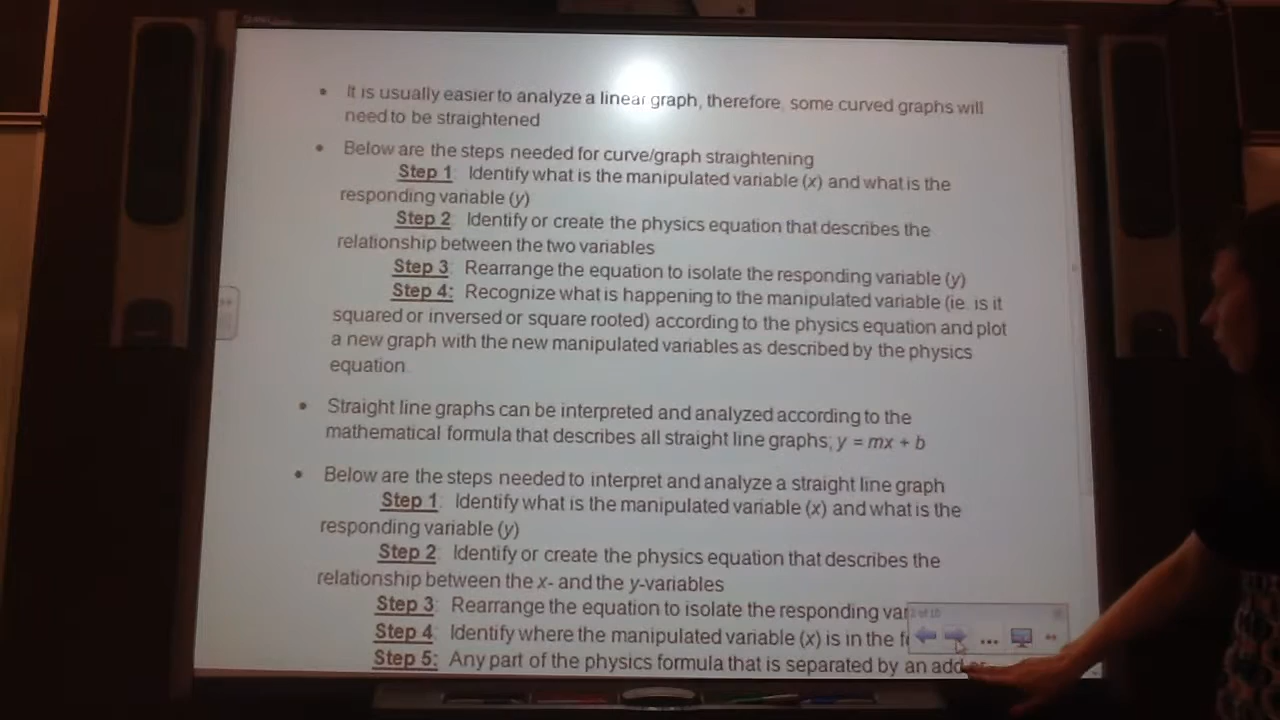 • It is usually easier to analyze a linear graph, therefore, some curved graphs will
need to be straightened
• Below are the steps needed for curve/graph straightening
Step 1: Identify what is the manipulated variable (x) and what is the
responding variable (y)
Step 2: Identify or create the physics equation that describes the
relationship between the two variables
Step 3: Rearrange the equation to isolate the responding variable (y)
Step 4: Recognize what is happening to the manipulated variable (ie. is it
squared or inversed or square rooted) according to the physics equation and plot
a new graph with the new manipulated variables as described by the physics
equation.
• Straight line graphs can be interpreted and analyzed according to the
mathematical formula that describes all straight line graphs; y = mx + b
• Below are the steps needed to interpret and analyze a straight line graph
Step 1: Identify what is the manipulated variable (x) and what is the
responding variable (y)
Step 2: Identify or create the physics equation that describes the
relationship between the x- and the y-variables
Step 3: Rearrange the equation to isolate the responding var
Step 4: Identify where the manipulated variable (x) is in the f
Step 5: Any part of the physics formula that is separated by an add
of 10